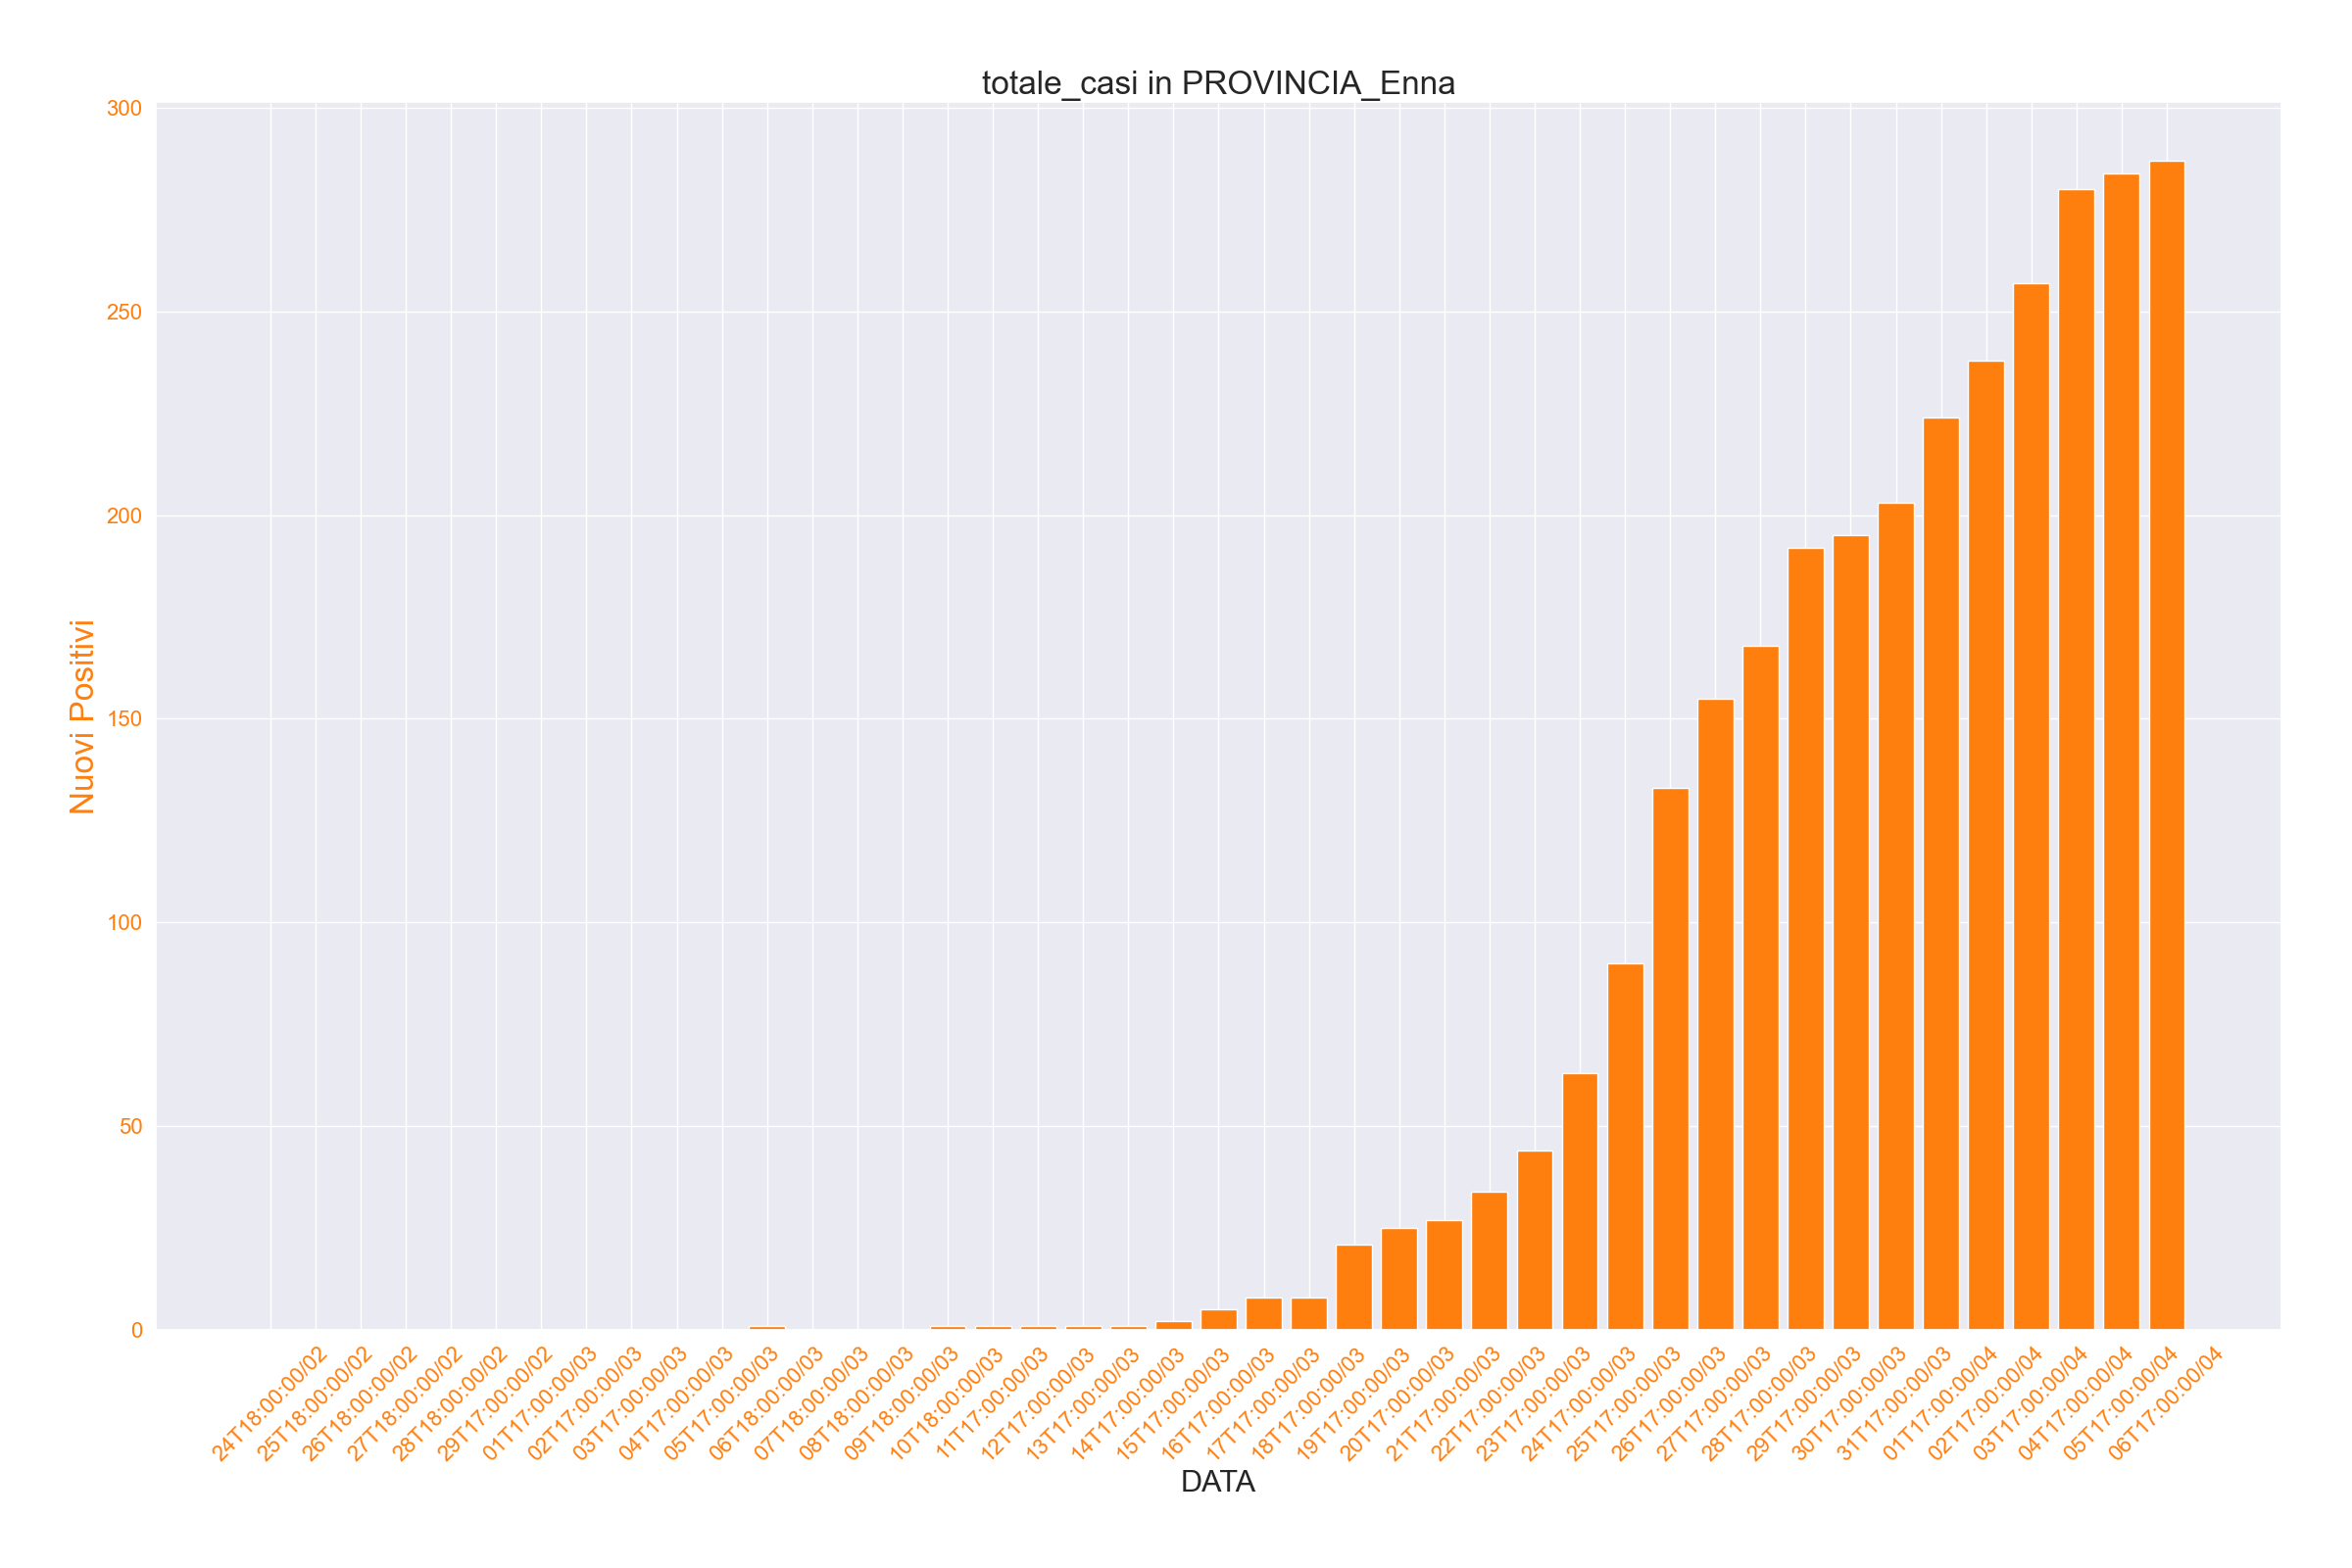 totale_casi in PROVINCIA_Enna
300
250
200
150
100
50
0
Nuovi Positivi
24T18:00:00/02
25T18:00:00/02
26T18:00:00/02
27T18:00:00/02
28T18:00:00/02
29T17:00:00/02
01T17:00:00/03
02T17:00:00/03
03T17:00:00/03
04T17:00:00/03
05T17:00:00/03
06T18:00:00/03
07T18:00:00/03
08T18:00:00/03
09T18:00:00/03
10T18:00:00/03
11T17:00:00/03
12T17:00:00/03
13T17:00:00/03
14T17:00:00/03
15T17:00:00/03
16T17:00:00/03
17T17:00:00/03
18T17:00:00/03
19T17:00:00/03
20T17:00:00/03
21T17:00:00/03
22T17:00:00/03
23T17:00:00/03
24T17:00:00/03
25T17:00:00/03
26T17:00:00/03
27T17:00:00/03
28T17:00:00/03
29T17:00:00/03
30T17:00:00/03
31T17:00:00/03
01T17:00:00/04
02T17:00:00/04
03T17:00:00/04
04T17:00:00/04
05T17:00:00/04
06T17:00:00/04
DATA